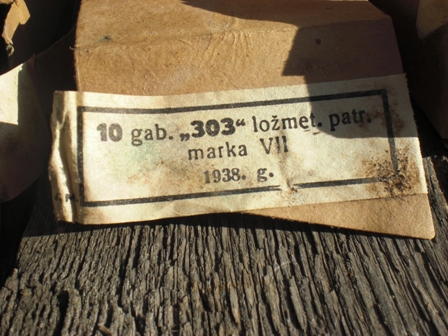 10 gab. „303“ ložmet. patr.
marka VII
1938. g.